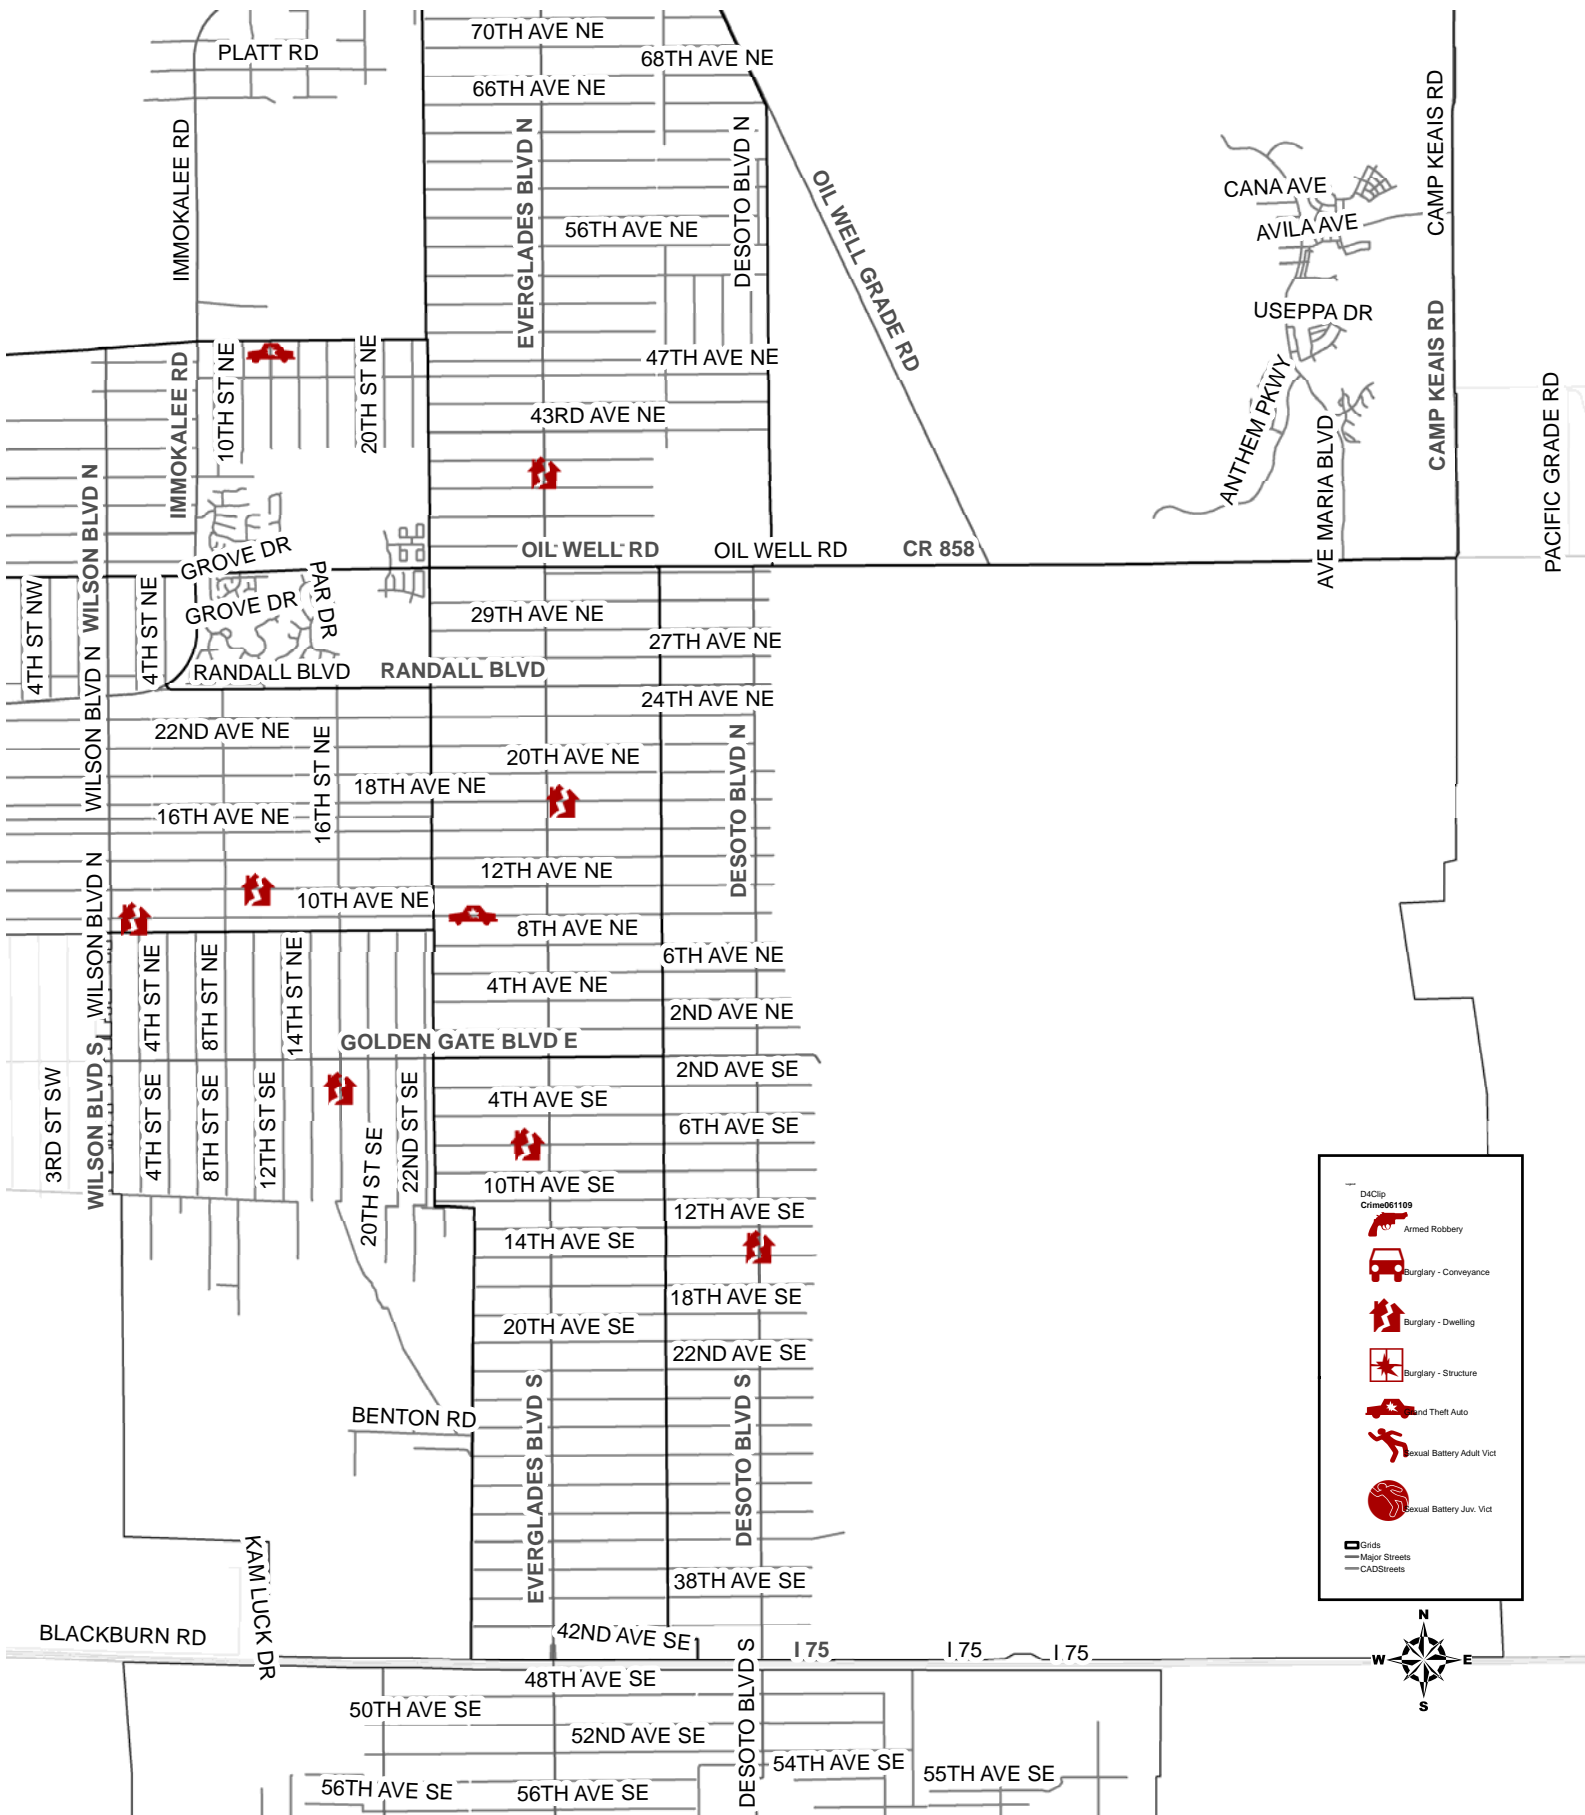 70TH AVE NE
PLATT RD
68TH AVE NE
66TH AVE NE
IMMOKALEE RD
EVERGLADES BLVD N
DESOTO BLVD N
OIL WELL GRADE RD
CAMP KEAIS RD
CANA AVE
AVILA AVE
56TH AVE NE
USEPPA DR
CAMP KEAIS RD
10TH ST NE
20TH ST NE
47TH AVE NE
IMMOKALEE RD
43RD AVE NE
ANTHEM PKWY
AVE MARIA BLVD
PACIFIC GRADE RD
WILSON BLVD N
GROVE DR
OIL WELL RD
OIL WELL RD
CR 858
4TH ST NW
4TH ST NE
GROVE DR
PAR DR
29TH AVE NE
27TH AVE NE
RANDALL BLVD
RANDALL BLVD
24TH AVE NE
WILSON BLVD N
22ND AVE NE
16TH ST NE
20TH AVE NE
DESOTO BLVD N
18TH AVE NE
16TH AVE NE
12TH AVE NE
WILSON BLVD N
10TH AVE NE
8TH AVE NE
4TH ST NE
8TH ST NE
14TH ST NE
6TH AVE NE
4TH AVE NE
2ND AVE NE
GOLDEN GATE BLVD E
WILSON BLVD S
3RD ST SW
4TH ST SE
8TH ST SE
12TH ST SE
20TH ST SE
22ND ST SE
2ND AVE SE
4TH AVE SE
6TH AVE SE
10TH AVE SE
12TH AVE SE
14TH AVE SE
18TH AVE SE
20TH AVE SE
22ND AVE SE
EVERGLADES BLVD S
DESOTO BLVD S
BENTON RD
D4Clip
Crime061109
Armed Robbery
Burglary - Conveyance
Burglary - Dwelling
Burglary - Structure
Grand Theft Auto
Sexual Battery Adult Vict
Sexual Battery Juv. Vict
Grids
Major Streets
CADStreets
KAM LUCK DR
38TH AVE SE
BLACKBURN RD
42ND AVE SE
I 75
I 75
I 75
N
W
E
S
48TH AVE SE
DESOTO BLVD S
50TH AVE SE
52ND AVE SE
54TH AVE SE
55TH AVE SE
56TH AVE SE
56TH AVE SE